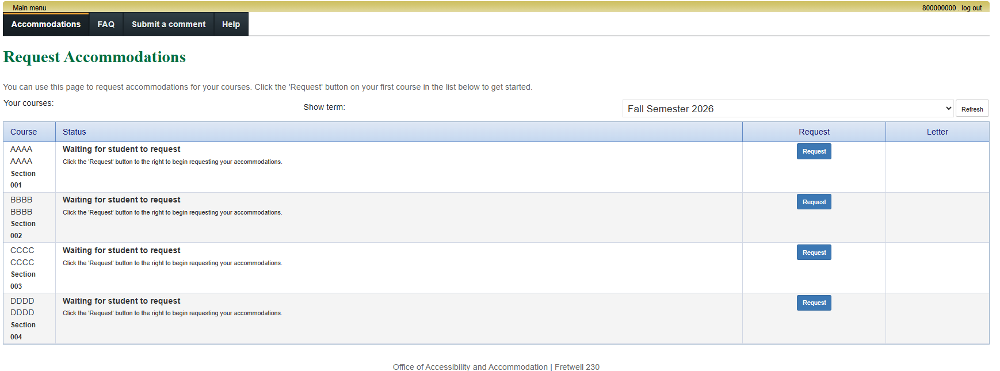 Main menu
800000000 . log out
Accommodations FAQ Submit a comment Help
Request Accommodations
You can use this page to request accommodations for your courses. Click the 'Request' button on your first course in the list below to get started.
Your courses:
Show term:
Fall Semester 2026
Refresh
Course Status Request Letter
AAAA
AAAA
Section
001
Waiting for student to request
Click the 'Request' button to the right to begin requesting your accommodations.
Request
BBBB
BBBB
Section
002
Waiting for student to request
Click the 'Request' button to the right to begin requesting your accommodations.
Request
CCCC
CCCC
Section
003
Waiting for student to request
Click the 'Request' button to the right to begin requesting your accommodations.
Request
DDDD
DDDD
Section
004
Waiting for student to request
Click the 'Request' button to the right to begin requesting your accommodations.
Request
Office of Accessibility and Accommodation | Fretwell 230